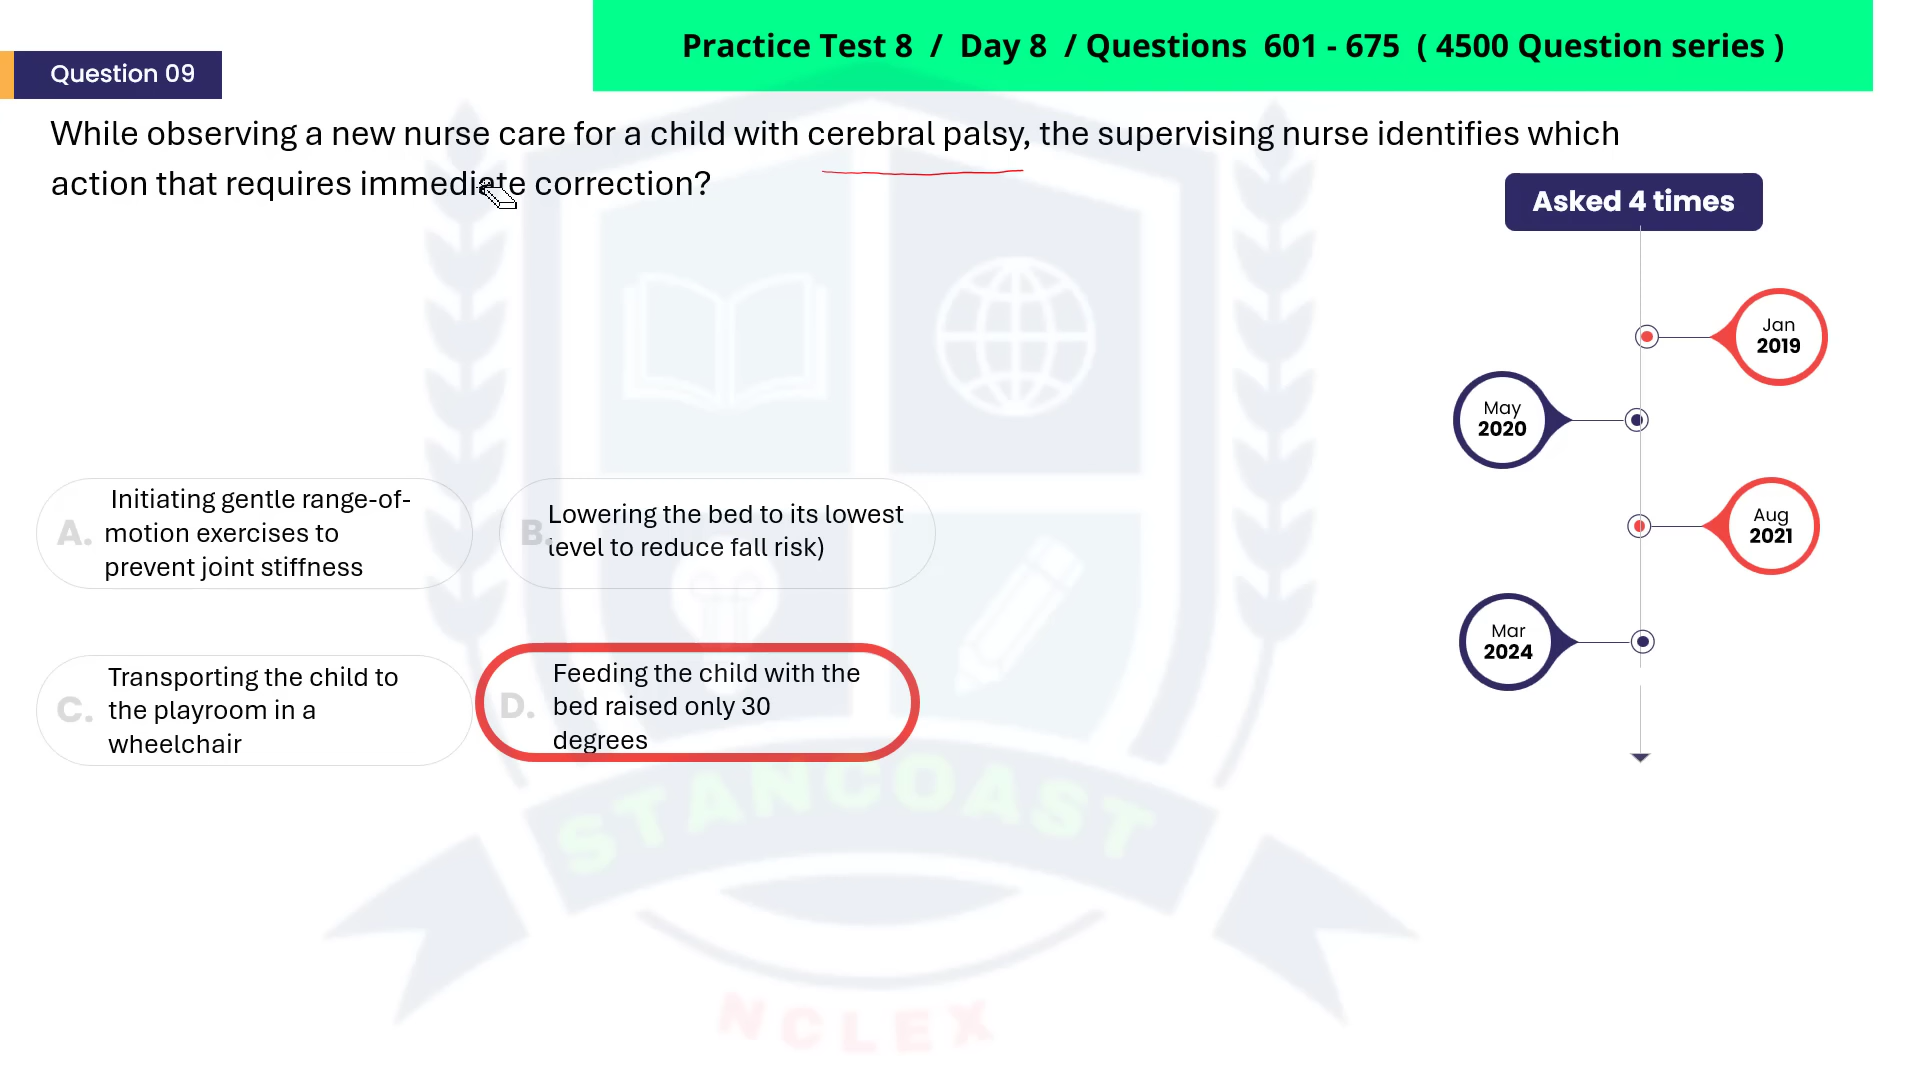 Practice Test 8 / Day 8 / Questions 601 - 675 ( 4500 Question series )
Question 09
While observing a new nurse care for a child with cerebral palsy, the supervising nurse identifies which
action that requires immediate correction?
Asked 4 times
Jan
2019
May
2020
Aug
2021
Mar
2024
A. Initiating gentle range-of-
motion exercises to
prevent joint stiffness
B. Lowering the bed to its lowest
level to reduce fall risk)
C. Transporting the child to
the playroom in a
wheelchair
D. Feeding the child with the
bed raised only 30
degrees
STANCOAST
NCLEX